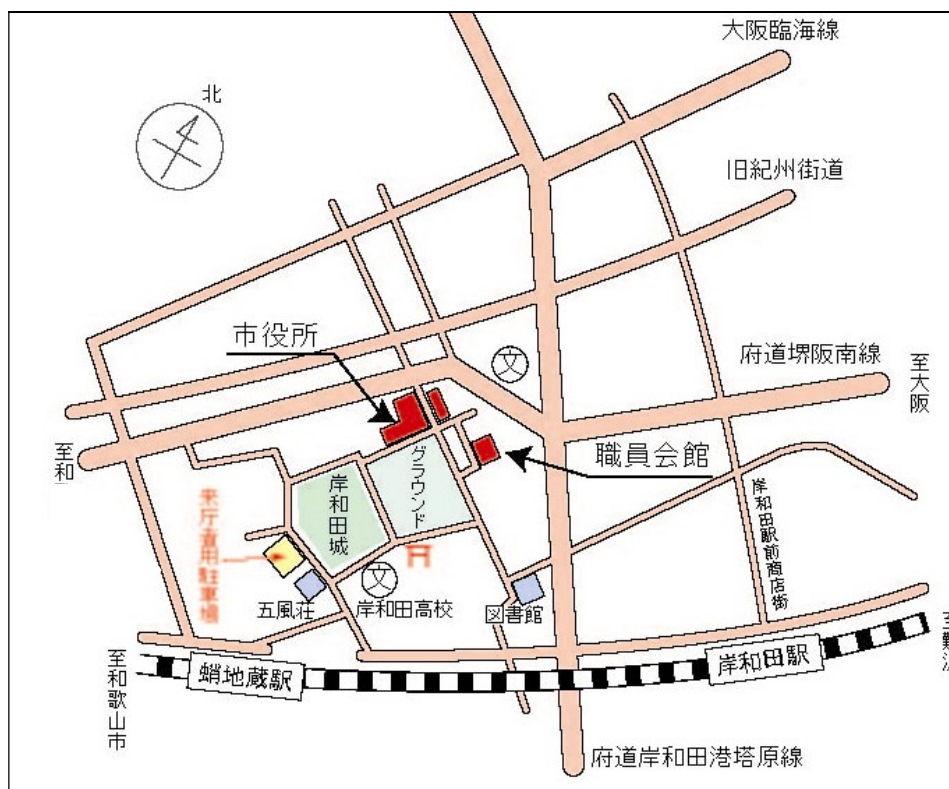 大阪臨海線
北
旧紀州街道
市役所
文
府道堺阪南線
至大阪
至和
職員会館
グラウンド
岸和田城
来庁者用駐車場
岸和田駅前商店街
文
五風荘
岸和田高校
図書館
至和歌山市
蛸地蔵駅
岸和田駅
府道岸和田港塔原線